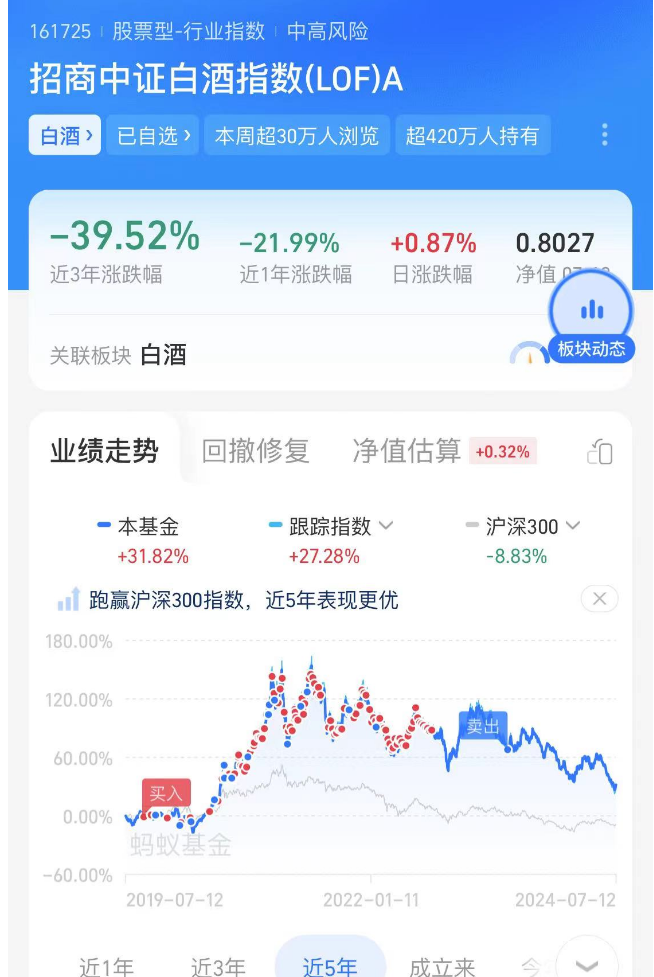 161725 | 股票型-行业指数 | 中高风险
招商中证白酒指数(LOF)A
白酒 › 已自选 › 本周超30万人浏览 超420万人持有
-39.52% -21.99% +0.87% 0.8027
近3年涨跌幅 近1年涨跌幅 日涨跌幅 净值
关联板块 白酒 板块动态
业绩走势 回撤修复 净值估算 +0.32%
本基金 跟踪指数 沪深300
+31.82% +27.28% -8.83%
跑赢沪深300指数，近5年表现更优
180.00%
120.00%
卖出
60.00%
买入
0.00%
蚂蚁基金
-60.00%
2019-07-12 2022-01-11 2024-07-12
近1年 近3年 近5年 成立来